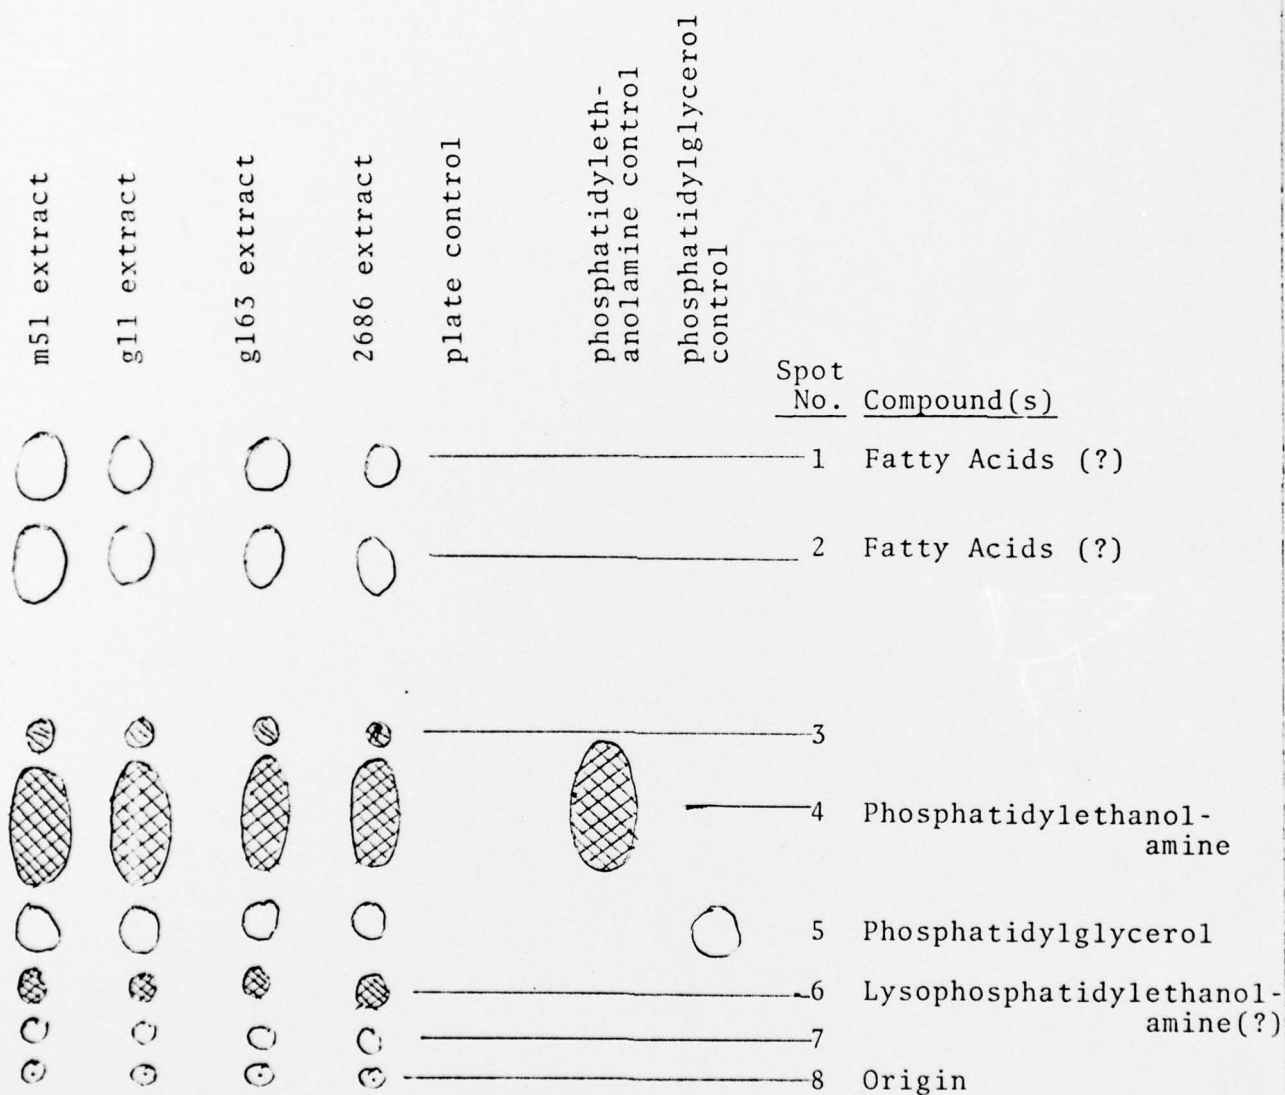 m51 extract
g11 extract
g163 extract
2686 extract
plate control
phosphatidyleth-
anolamine control
phosphatidylglycerol
control
Spot
No. Compound(s)
1 Fatty Acids (?)
2 Fatty Acids (?)
3
4 Phosphatidylethanol-
amine
5 Phosphatidylglycerol
6 Lysophosphatidylethanol-
amine(?)
7
8 Origin